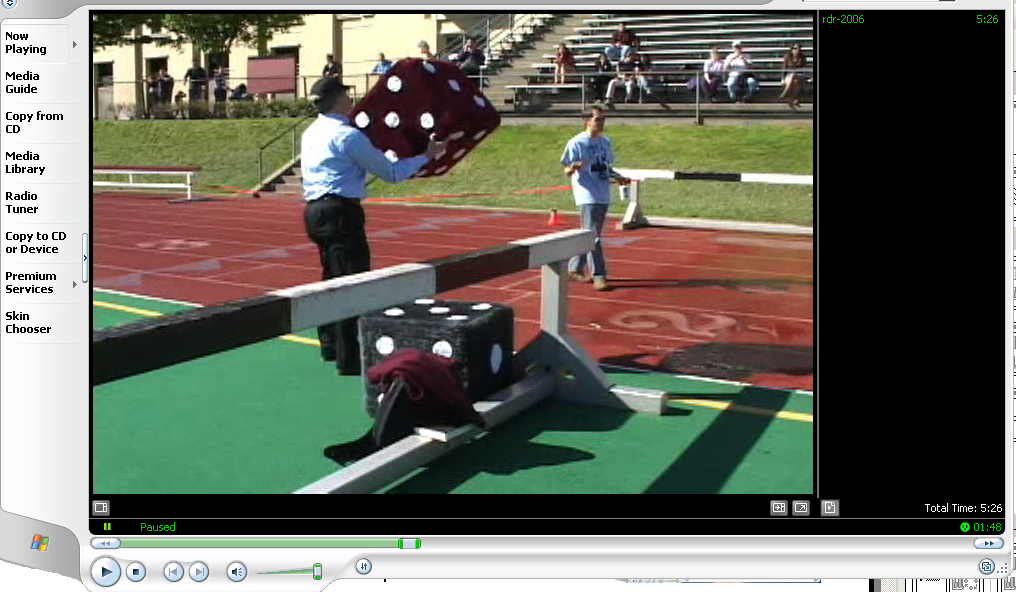 Now
Playing
Media
Guide
Copy from
CD
Media
Library
Radio
Tuner
Copy to CD
or Device
Premium
Services
Skin
Chooser
rdr-2006 5:26
2
Total Time: 5:26
Paused
01:48